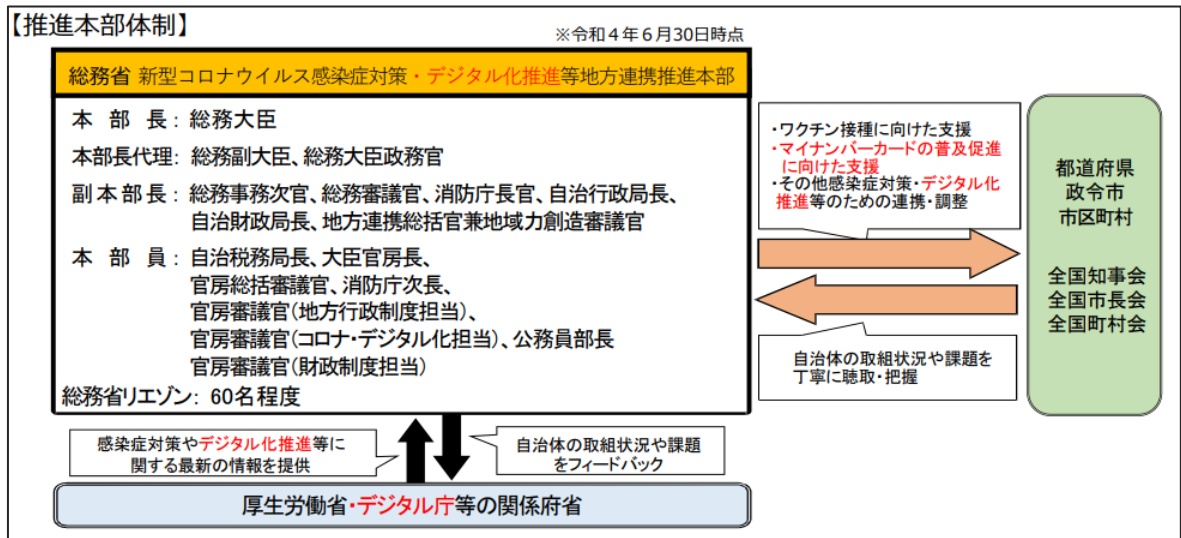 【推進本部体制】
※令和4年6月30日時点
総務省 新型コロナウイルス感染症対策・デジタル化推進等地方連携推進本部
本 部 長 : 総務大臣
本部長代理: 総務副大臣、総務大臣政務官
副本部長 : 総務事務次官、総務審議官、消防庁長官、自治行政局長、
自治財政局長、地方連携総括官兼地域力創造審議官
本 部 員 : 自治税務局長、大臣官房長、
官房総括審議官、消防庁次長、
官房審議官(地方行政制度担当)、
官房審議官(コロナ・デジタル化担当)、公務員部長
官房審議官(財政制度担当)
総務省リエゾン: 60名程度
・ワクチン接種に向けた支援
・マイナンバーカードの普及促進
に向けた支援
・その他感染症対策・デジタル化
推進等のための連携・調整
都道府県
政令市
市区町村
全国知事会
全国市長会
全国町村会
自治体の取組状況や課題を
丁寧に聴取・把握
感染症対策やデジタル化推進等に
関する最新の情報を提供
自治体の取組状況や課題
をフィードバック
厚生労働省・デジタル庁等の関係府省